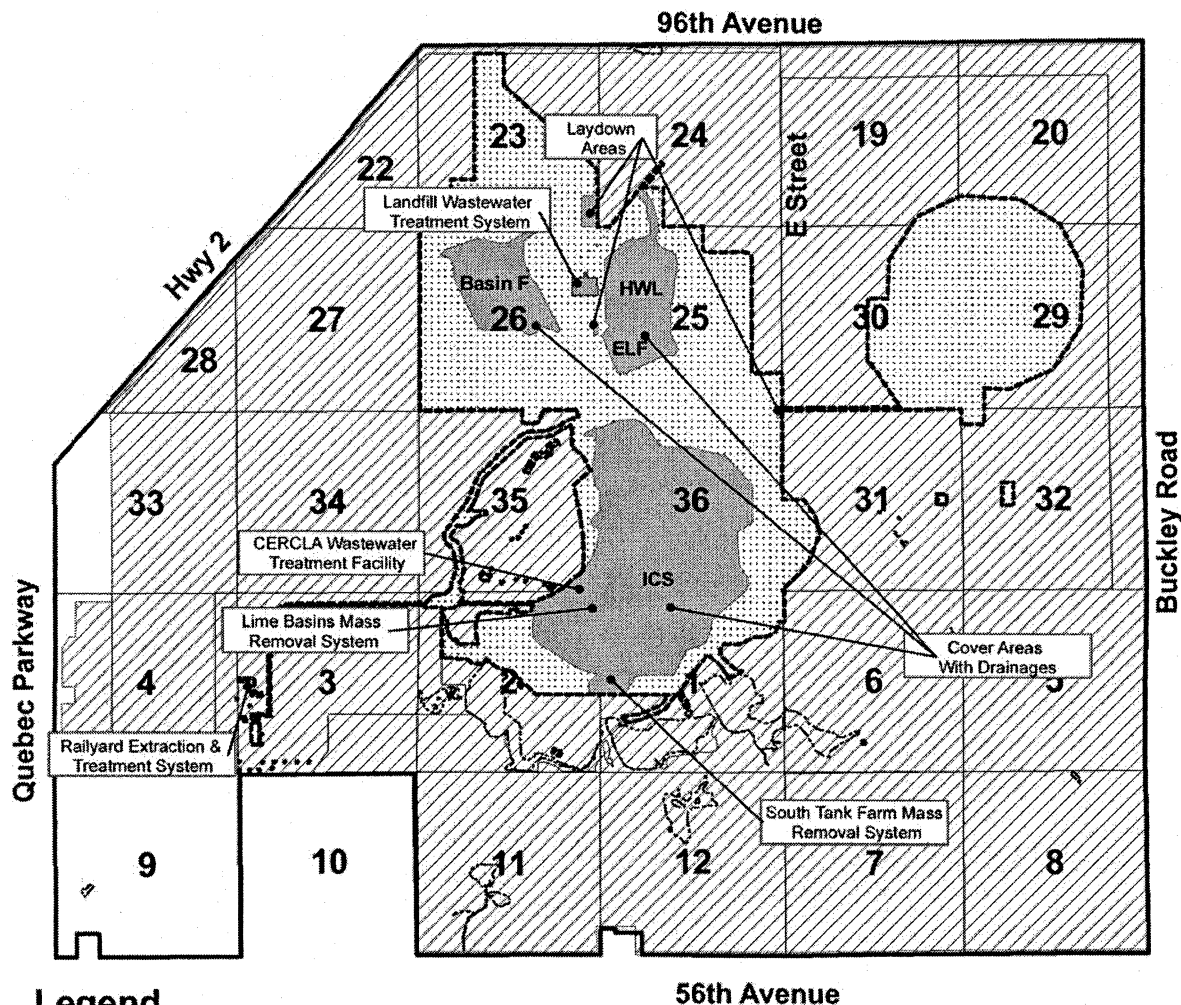 96th Avenue
23
Laydown
Areas
24
19
20
22
E Street
Landfill Wastewater
Treatment System
Hwy 2
Basin F
HWL
26
25
30
29
27
ELF
28
33
34
35
36
31
32
CERCLA Wastewater
Treatment Facility
ICS
Buckley Road
Quebec Parkway
Lime Basins Mass
Removal System
Cover Areas
With Drainages
4
3
2
1
6
5
Railyard Extraction &
Treatment System
South Tank Farm Mass
Removal System
9
10
11
12
7
8
Legend
56th Avenue